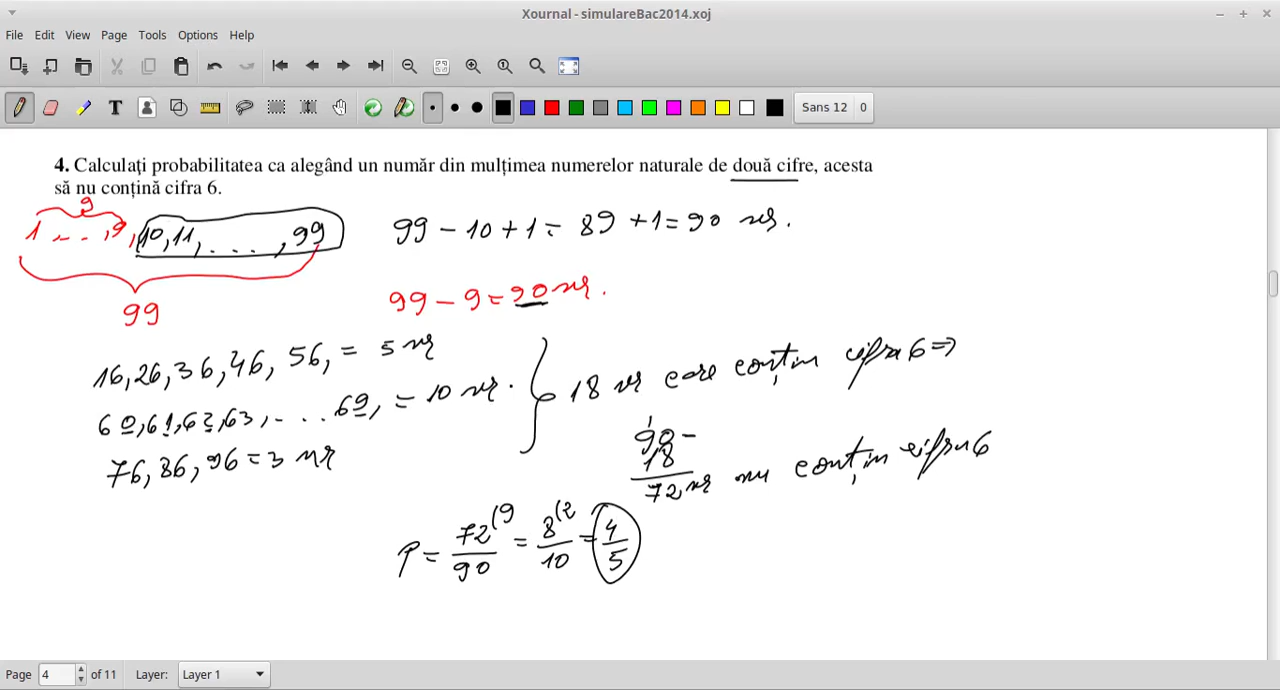 Xournal - simulareBac2014.xoj
File Edit View Page Tools Options Help
Sans 12 0
4. Calculați probabilitatea ca alegând un număr din mulțimea numerelor naturale de două cifre, acesta
să nu conțină cifra 6.
9
1 ... , 9, 10, 11, . . . , 99
99 - 10 + 1 = 89 + 1 = 90 nr.
99
99 - 9 = 90 nr.
16, 26, 36, 46, 56, = 5 nr
60, 61, 62, 63, . . . 69, = 10 nr.
76, 86, 96 = 3 nr
18 nr care conțin cifra 6 =>
90 -
18
72 nr nu conțin cifra 6
P = 72/90 (9 = 8/10 (2 = 4/5
Page 4 of 11 Layer: Layer 1